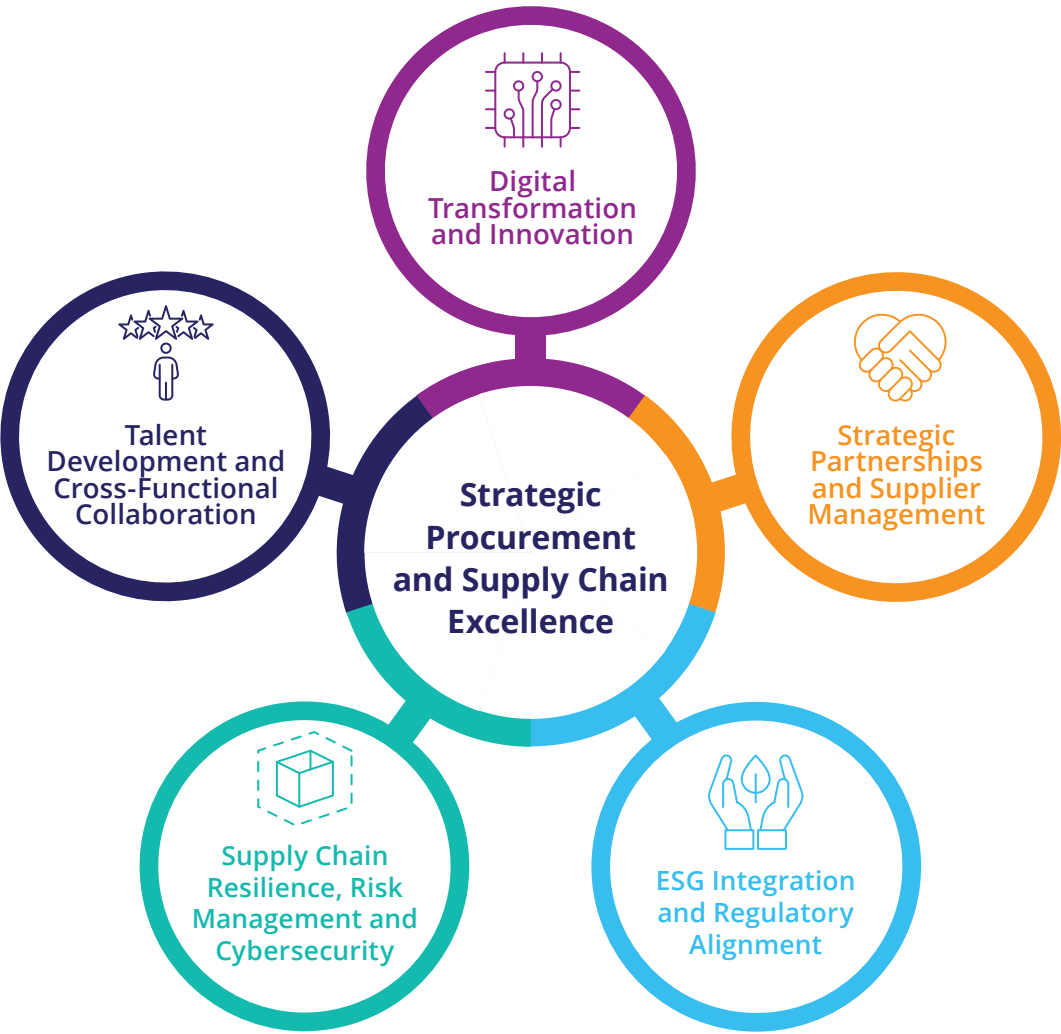 Digital
Transformation
and Innovation
Talent
Development and
Cross-Functional
Collaboration
Strategic
Partnerships
and Supplier
Management
Strategic
Procurement
and Supply Chain
Excellence
Supply Chain
Resilience, Risk
Management and
Cybersecurity
ESG Integration
and Regulatory
Alignment